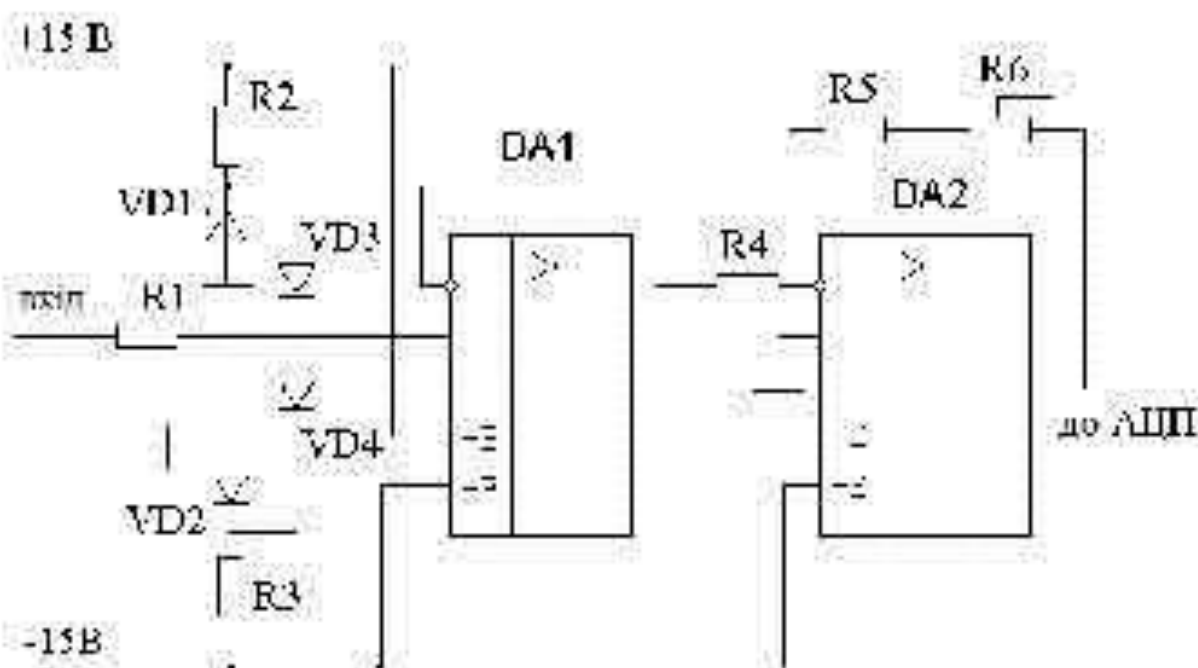 +15 В
R2
R5
R6
DA1
DA2
VD1
VD3
R4
вхід
R1
VD4
до АЦП
VD2
R3
-15В